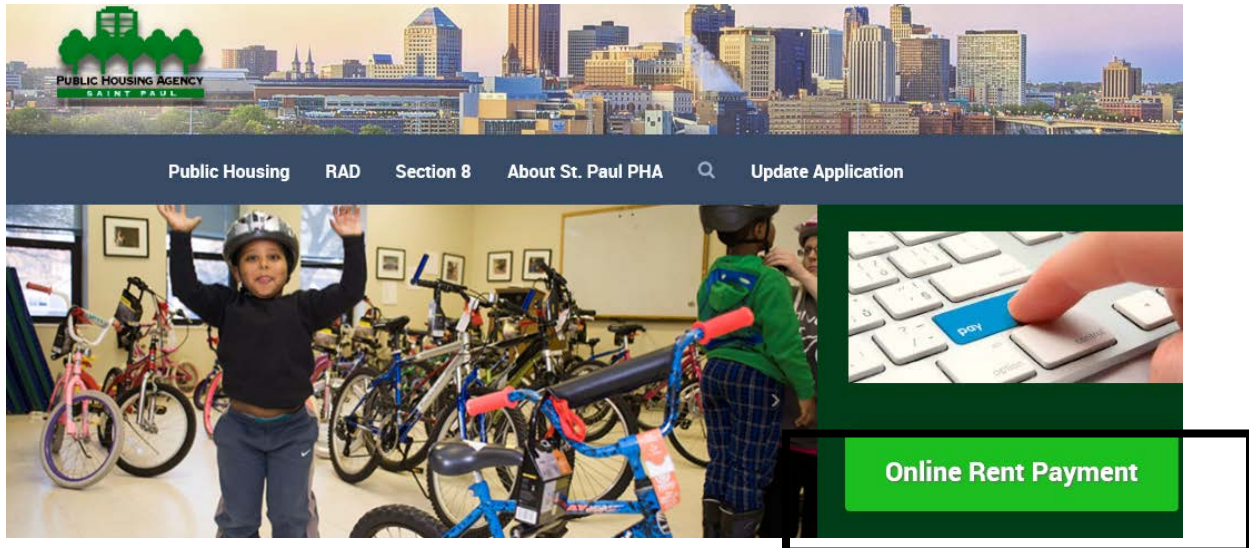 PUBLIC HOUSING AGENCY
SAINT PAUL
Public Housing RAD Section 8 About St. Paul PHA Update Application
pay
option
Online Rent Payment